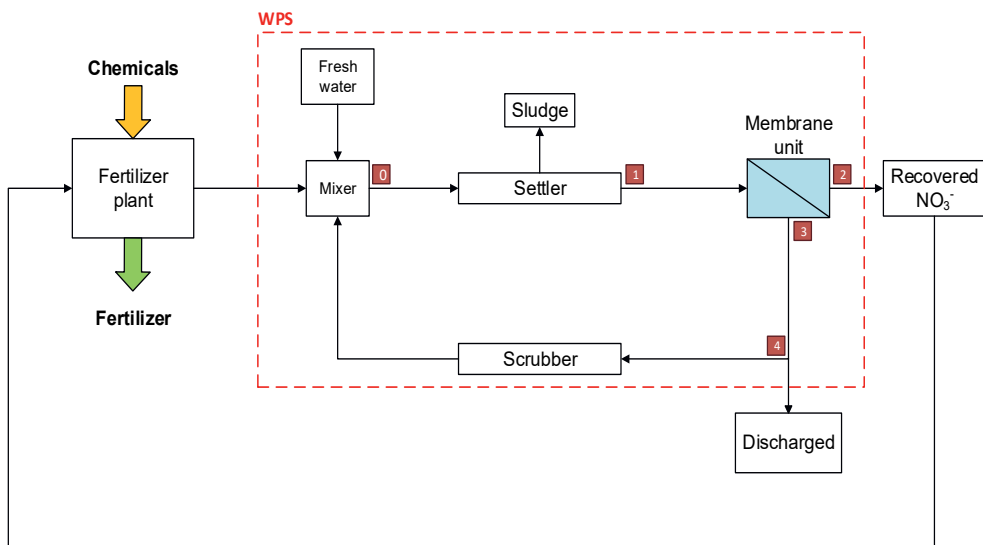 WPS
Chemicals
Fresh
water
Sludge
Membrane
unit
Fertilizer
plant
Mixer
0
Settler
1
2
Recovered
NO₃⁻
3
Fertilizer
Scrubber
4
Discharged